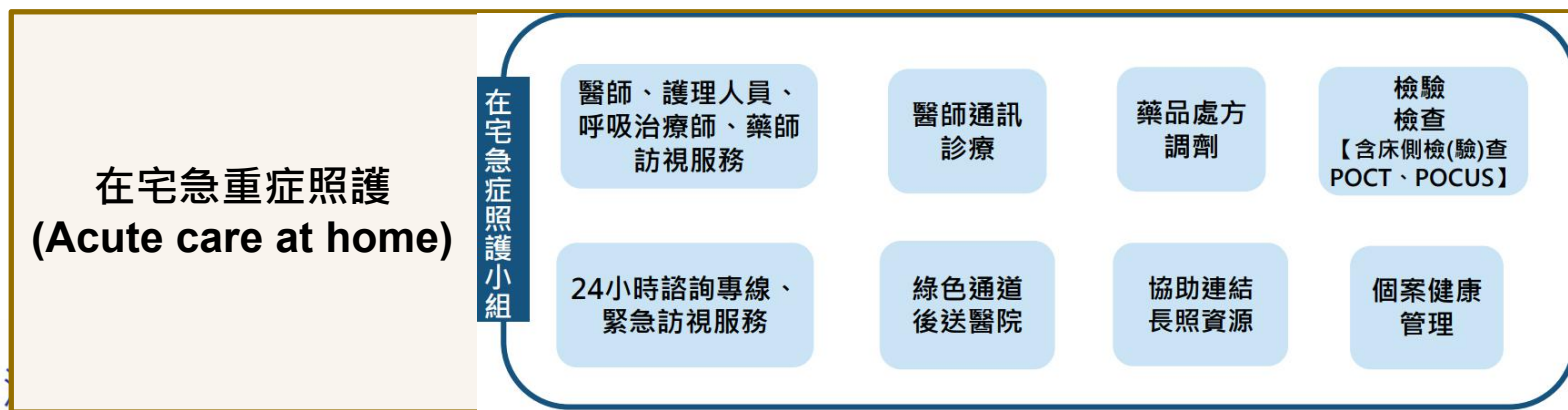 在宅急重症照護
(Acute care at home)
在宅急症照護小組
醫師、護理人員、
呼吸治療師、藥師
訪視服務
醫師通訊
診療
藥品處方
調劑
檢驗
檢查
【含床側檢(驗)查
POCT、POCUS】
24小時諮詢專線、
緊急訪視服務
綠色通道
後送醫院
協助連結
長照資源
個案健康
管理